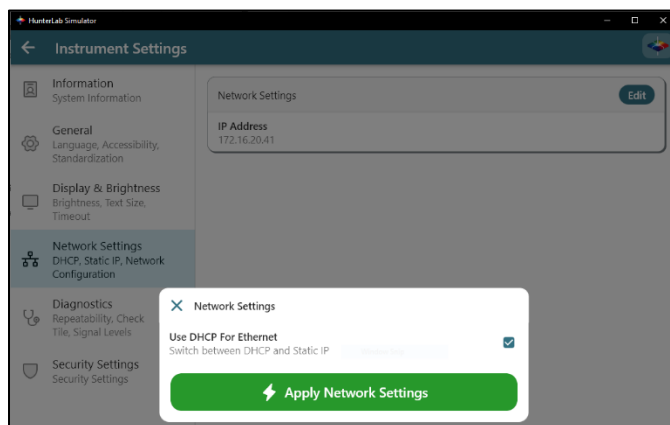 HunterLab Simulator
Instrument Settings
Information
System Information
General
Language, Accessibility,
Standardization
Display & Brightness
Brightness, Text Size,
Timeout
Network Settings
DHCP, Static IP, Network
Configuration
Diagnostics
Repeatability, Check
Tile, Signal Levels
Security Settings
Security Settings
Network Settings
Edit
IP Address
172.16.20.41
Network Settings
Use DHCP For Ethernet
Switch between DHCP and Static IP
Apply Network Settings